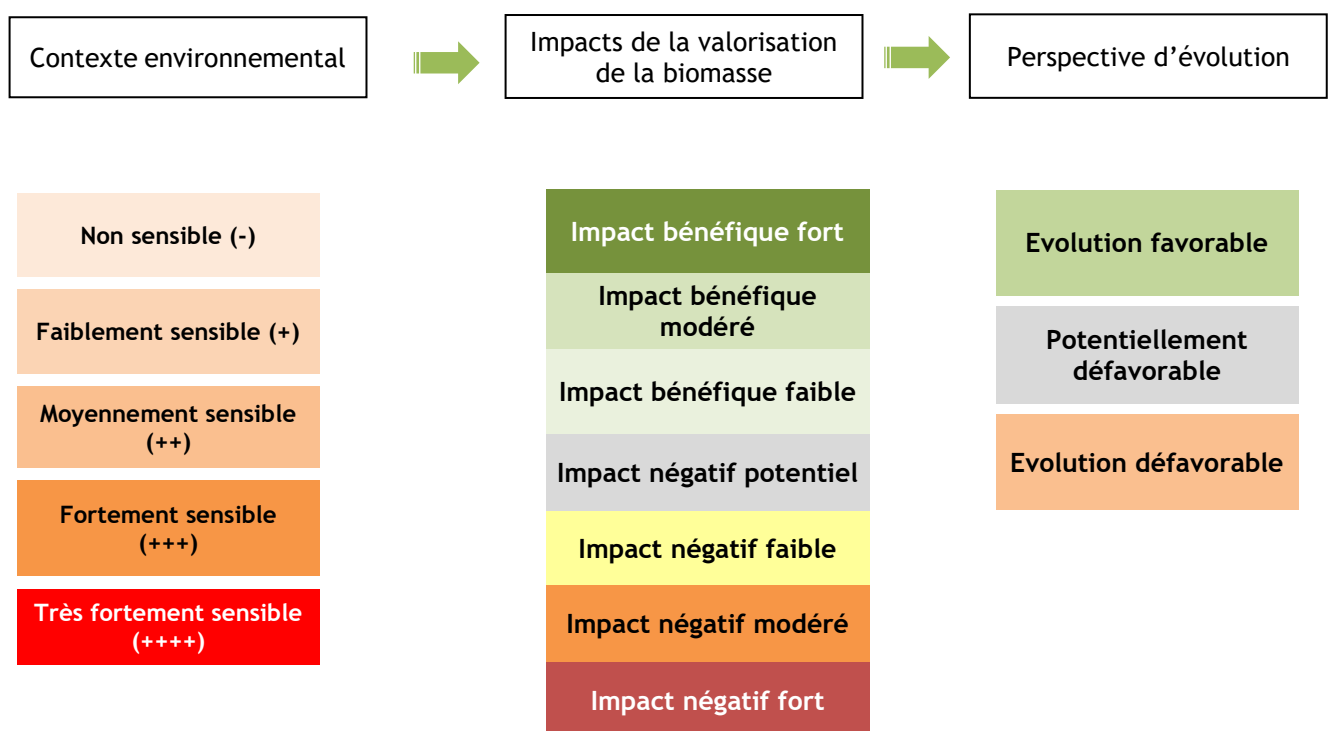 Contexte environnemental
Impacts de la valorisation
de la biomasse
Perspective d’évolution
Non sensible (-)
Faiblement sensible (+)
Moyennement sensible
(++)
Fortement sensible
(+++)
Très fortement sensible
(++++)
Impact bénéfique fort
Impact bénéfique
modéré
Impact bénéfique faible
Impact négatif potentiel
Impact négatif faible
Impact négatif modéré
Impact négatif fort
Evolution favorable
Potentiellement
défavorable
Evolution défavorable